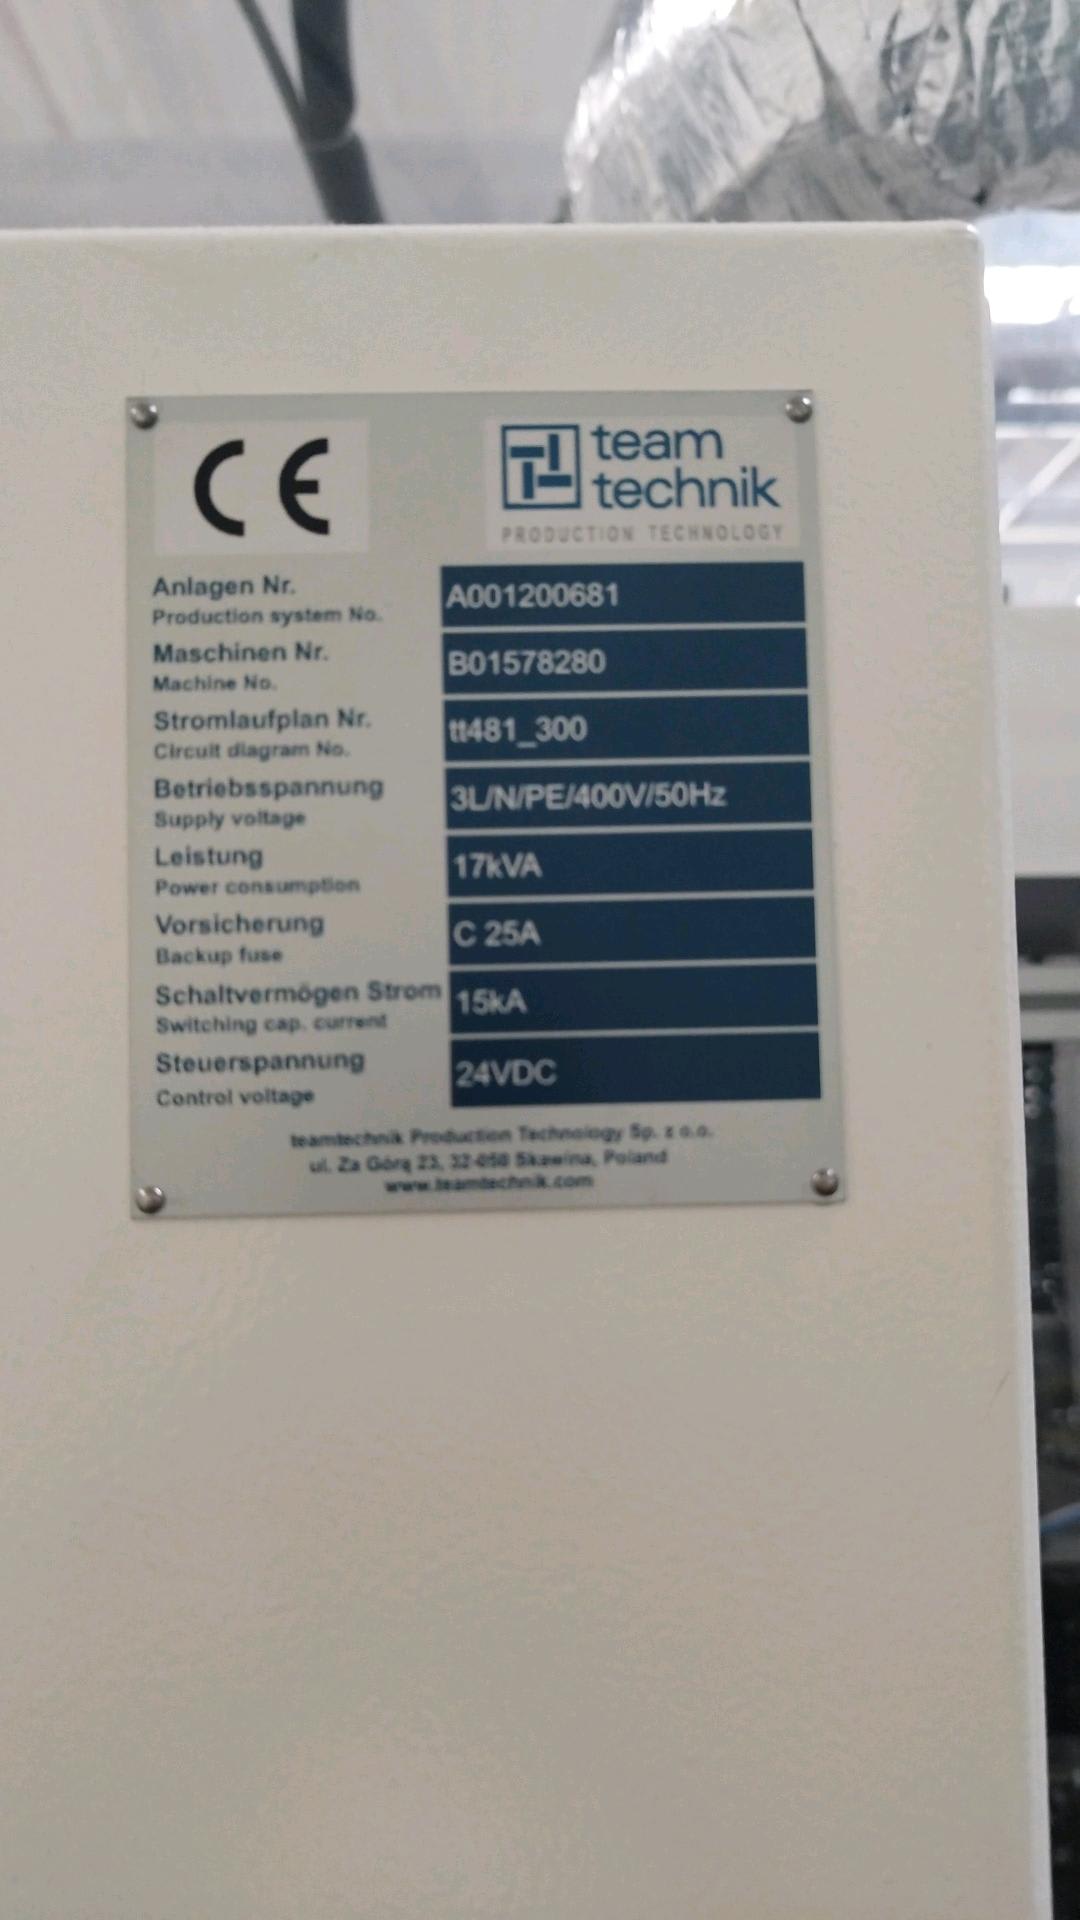 CE
team
technik
PRODUCTION TECHNOLOGY
Anlagen Nr.
Production system No.
A001200681
Maschinen Nr.
Machine No.
B01578280
Stromlaufplan Nr.
Circuit diagram No.
tt481_300
Betriebsspannung
Supply voltage
3L/N/PE/400V/50Hz
Leistung
Power consumption
17kVA
Vorsicherung
Backup fuse
C 25A
Schaltvermögen Strom
Switching cap. current
15kA
Steuerspannung
Control voltage
24VDC
teamtechnik Production Technology Sp. z o.o.
ul. Za Górą 23, 32-050 Skawina, Poland
www.teamtechnik.com